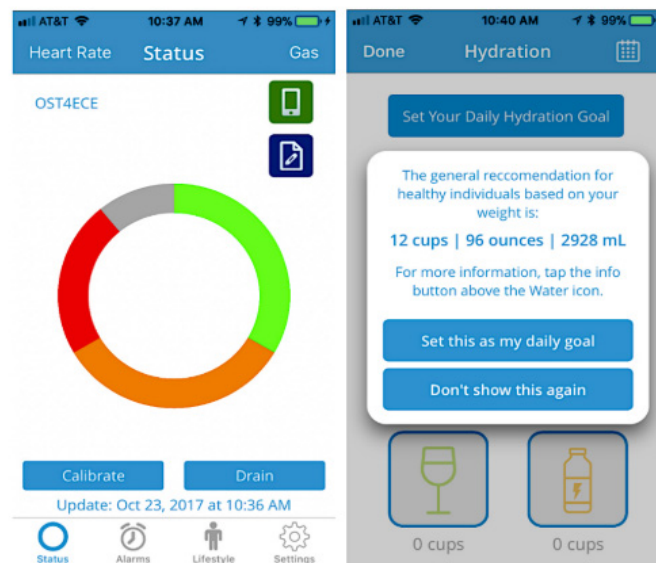 AT&T 10:37 AM 99%
Heart Rate Status Gas
OST4ECE
Calibrate Drain
Update: Oct 23, 2017 at 10:36 AM
Status Alarms Lifestyle Settings
AT&T 10:40 AM 99%
Done Hydration
Set Your Daily Hydration Goal
The general reccomendation for
healthy individuals based on your
weight is:
12 cups | 96 ounces | 2928 mL
For more information, tap the info
button above the Water icon.
Set this as my daily goal
Don't show this again
0 cups 0 cups